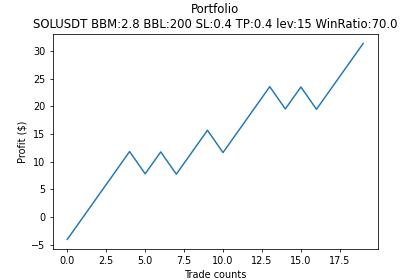 Portfolio
SOLUSDT BBM:2.8 BBL:200 SL:0.4 TP:0.4 lev:15 WinRatio:70.0
Profit ($)
30
25
20
15
10
5
0
−5
0.0 2.5 5.0 7.5 10.0 12.5 15.0 17.5
Trade counts